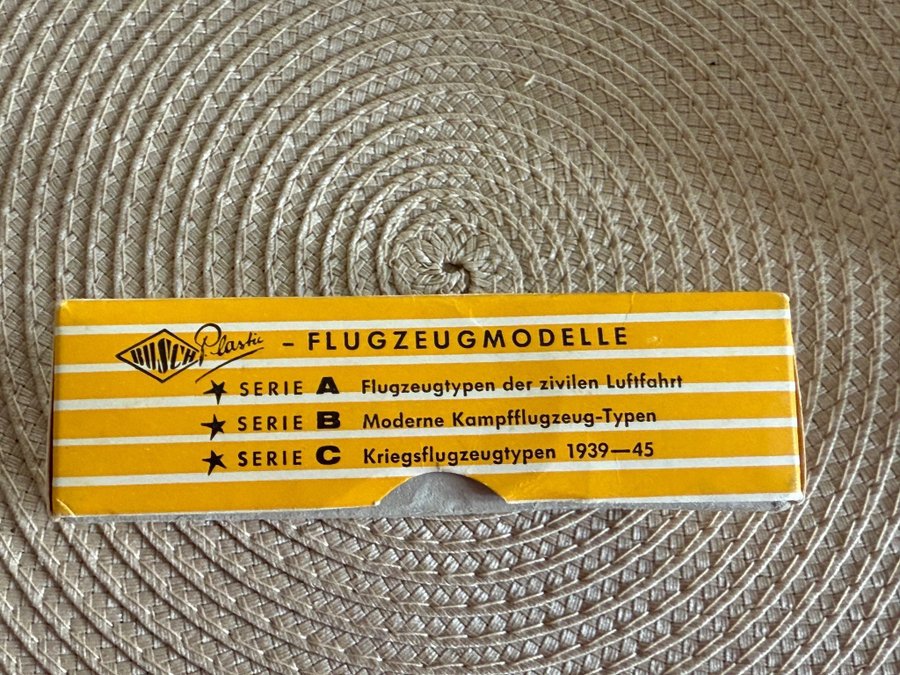 BUSCH Plastic - FLUGZEUGMODELLE
★ SERIE A Flugzeugtypen der zivilen Luftfahrt
★ SERIE B Moderne Kampfflugzeug-Typen
★ SERIE C Kriegsflugzeugtypen 1939—45